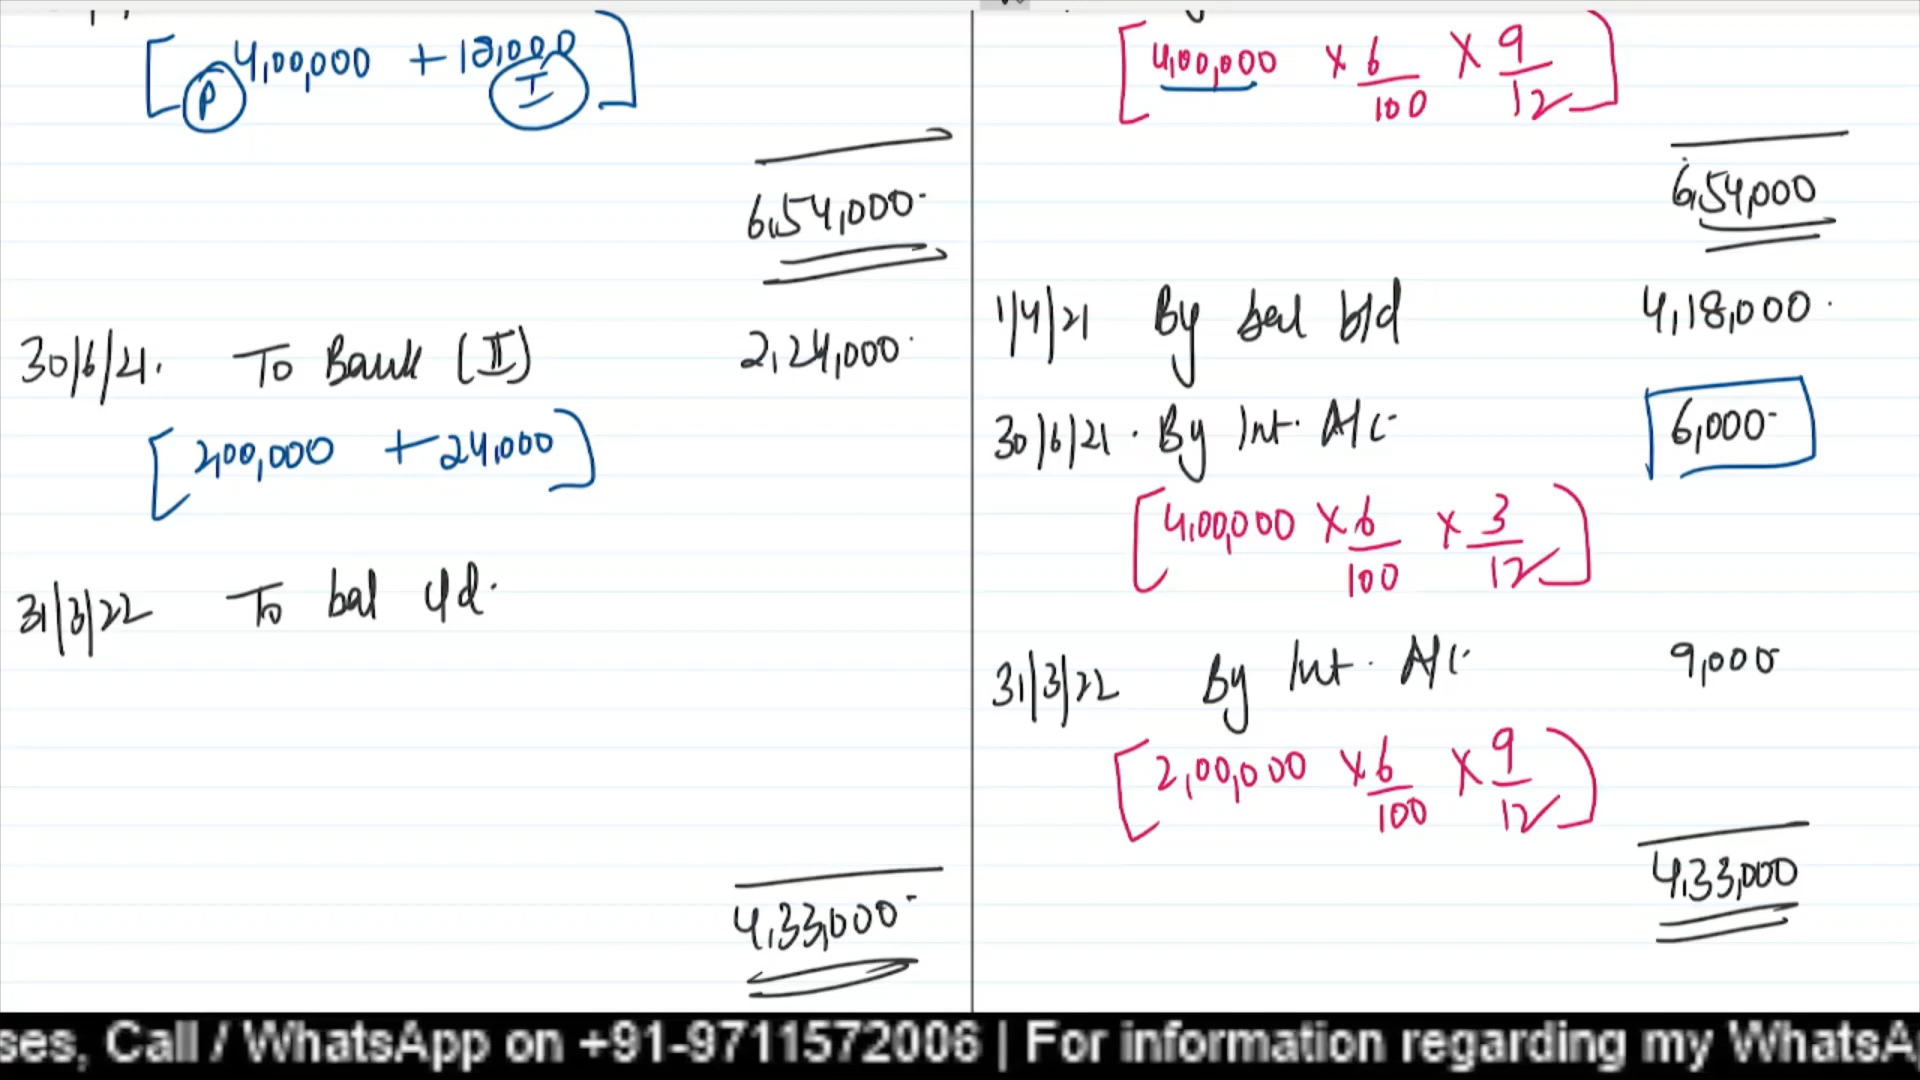 [4,00,000 + 18,000]
P I
6,54,000
30/6/21. To Bank (II) 2,24,000
[2,00,000 + 24,000]
31/3/22 To bal c/d.
4,33,000
[4,00,000 × 6/100 × 9/12]
6,54,000
1/4/21 By bal b/d 4,18,000
30/6/21. By Int. A/c 6,000
[4,00,000 × 6/100 × 3/12]
31/3/22 By Int. A/c 9,000
[2,00,000 × 6/100 × 9/12]
4,33,000
ses, Call / WhatsApp on +91-9711572006 | For information regarding my WhatsA